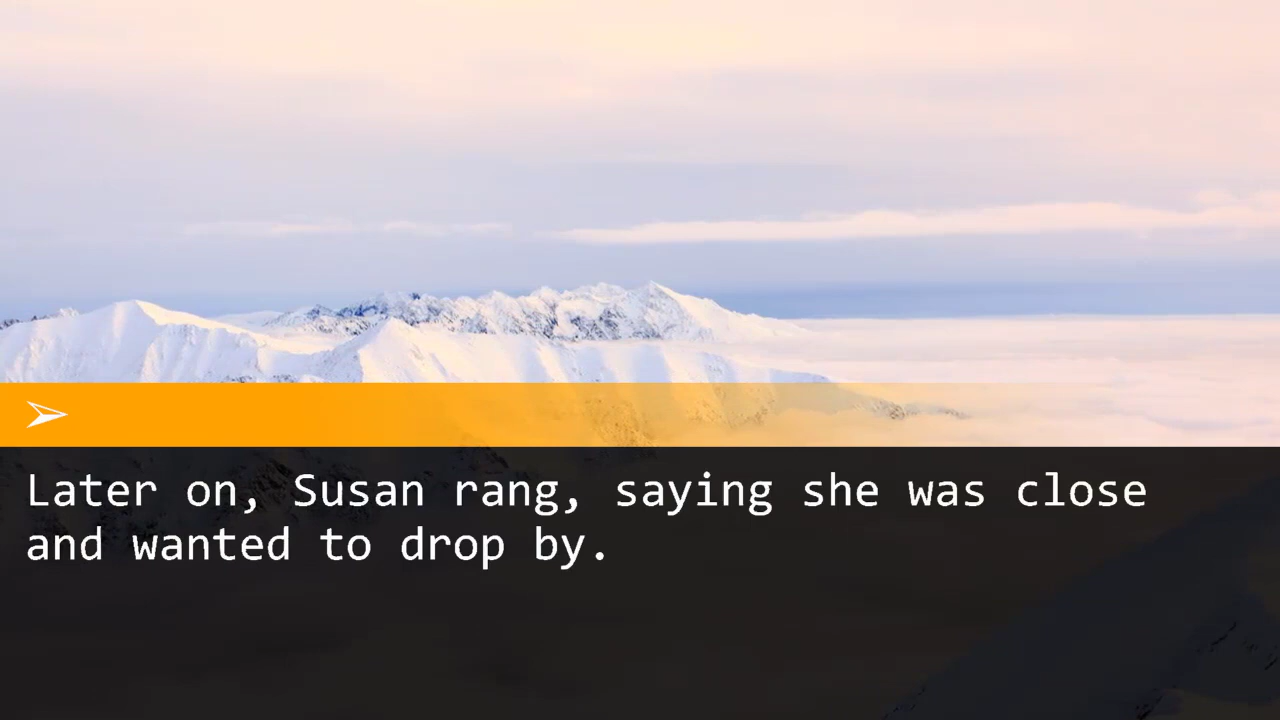 Later on, Susan rang, saying she was close
and wanted to drop by.